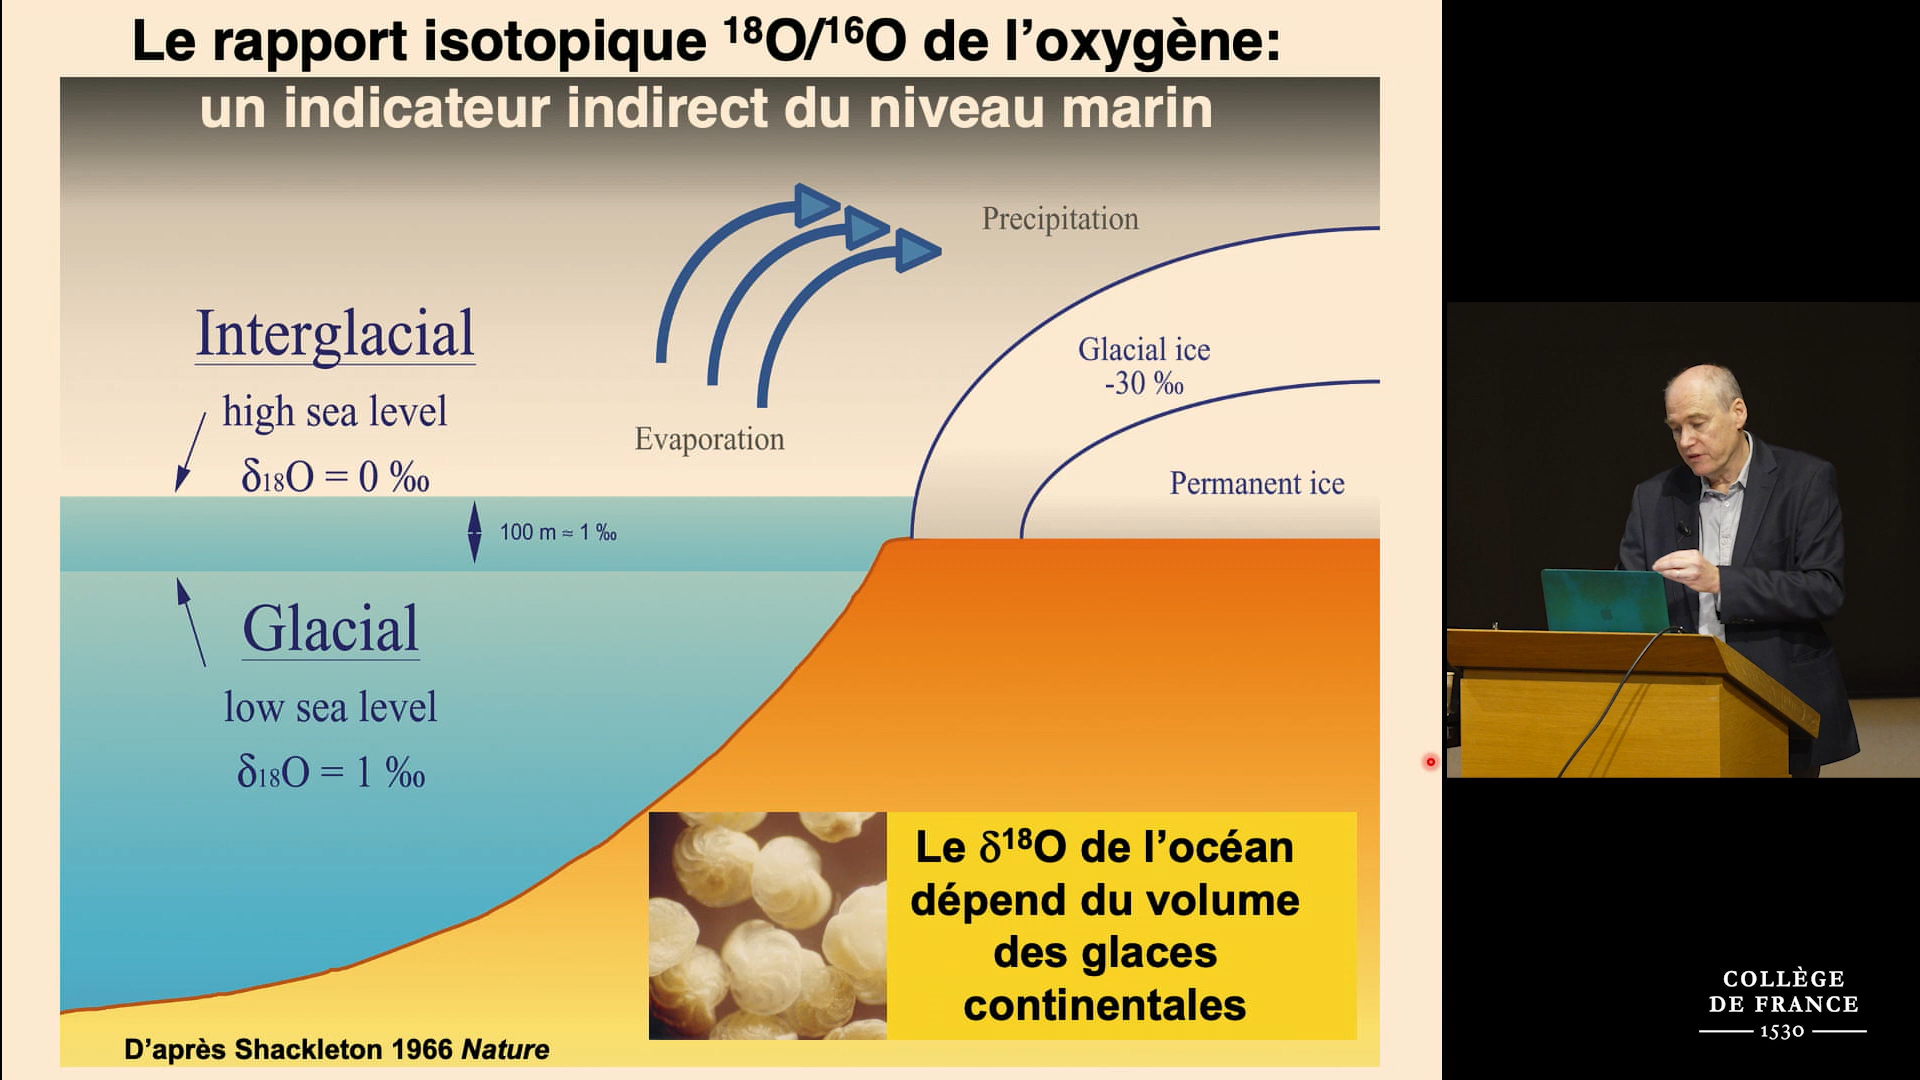 Le rapport isotopique ¹⁸O/¹⁶O de l’oxygène:
un indicateur indirect du niveau marin
Precipitation
Interglacial
high sea level
δ₁₈O = 0 ‰
Evaporation
Glacial ice
-30 ‰
Permanent ice
100 m ≈ 1 ‰
Glacial
low sea level
δ₁₈O = 1 ‰
Le δ¹⁸O de l’océan
dépend du volume
des glaces
continentales
D’après Shackleton 1966 Nature
COLLÈGE
DE FRANCE
1530